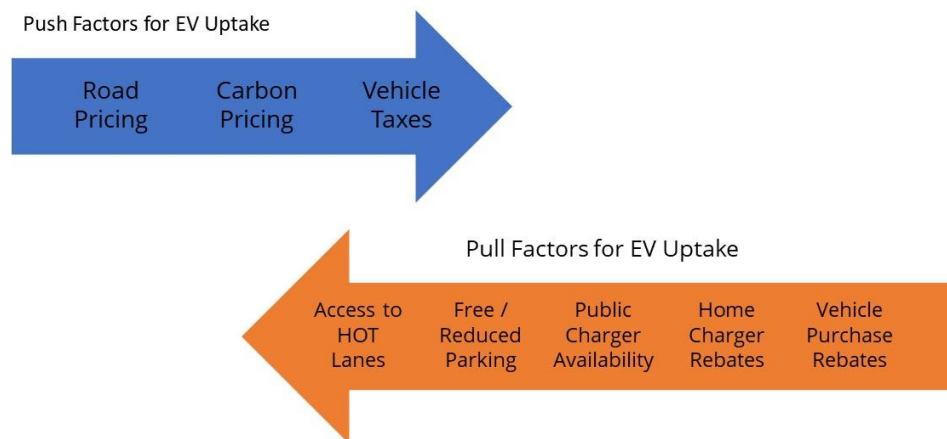 Push Factors for EV Uptake
Road
Pricing
Carbon
Pricing
Vehicle
Taxes
Pull Factors for EV Uptake
Access to
HOT
Lanes
Free /
Reduced
Parking
Public
Charger
Availability
Home
Charger
Rebates
Vehicle
Purchase
Rebates